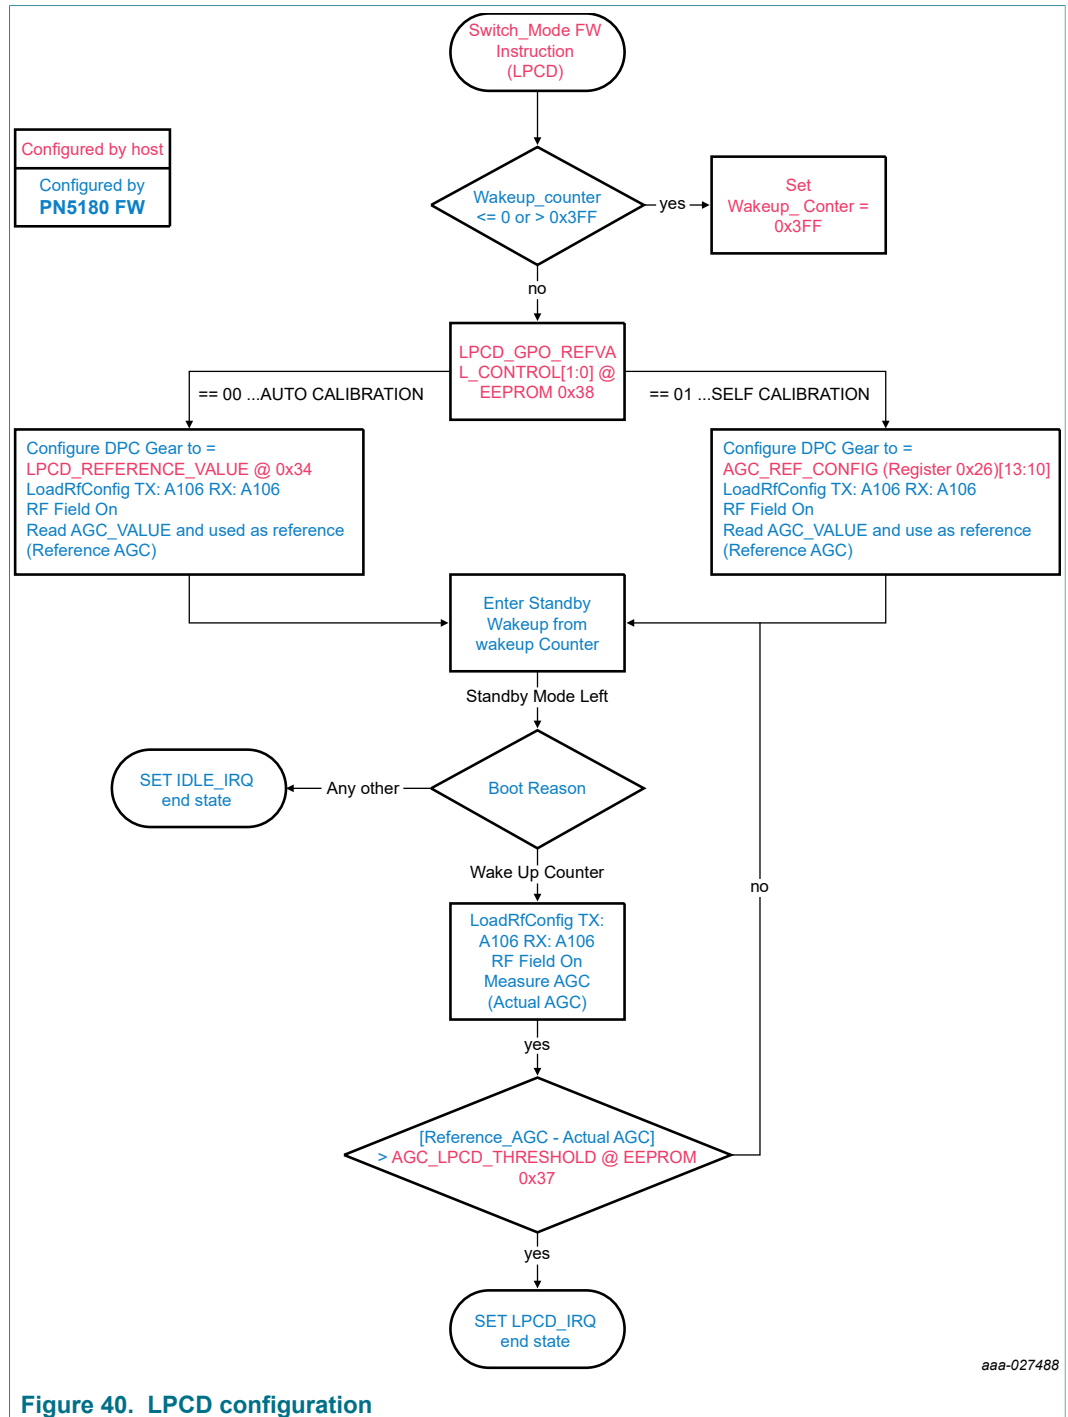 Switch_Mode FW
Instruction
(LPCD)
Configured by host
Configured by
PN5180 FW
Wakeup_counter
<= 0 or > 0x3FF
yes
Set
Wakeup_ Conter =
0x3FF
no
LPCD_GPO_REFVA
L_CONTROL[1:0] @
EEPROM 0x38
== 00 ...AUTO CALIBRATION
== 01 ...SELF CALIBRATION
Configure DPC Gear to =
LPCD_REFERENCE_VALUE @ 0x34
LoadRfConfig TX: A106 RX: A106
RF Field On
Read AGC_VALUE and used as reference
(Reference AGC)
Configure DPC Gear to =
AGC_REF_CONFIG (Register 0x26)[13:10]
LoadRfConfig TX: A106 RX: A106
RF Field On
Read AGC_VALUE and use as reference
(Reference AGC)
Enter Standby
Wakeup from
wakeup Counter
Standby Mode Left
Boot Reason
Any other
SET IDLE_IRQ
end state
Wake Up Counter
LoadRfConfig TX:
A106 RX: A106
RF Field On
Measure AGC
(Actual AGC)
no
yes
[Reference_AGC - Actual AGC]
> AGC_LPCD_THRESHOLD @ EEPROM
0x37
yes
SET LPCD_IRQ
end state
aaa-027488
Figure 40. LPCD configuration